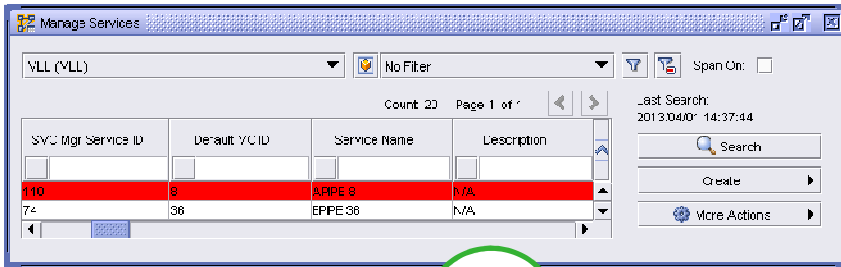 Manage Services
VLL (VLL)
No Filter
Span On:
Count: 20 Page 1 of 1
Last Search:
2013/04/01 14:37:44
SVC Mgr Service ID
Default VC ID
Service Name
Description
Search
Create
More Actions
110
9
APIPE 9
N/A
74
36
EPIPE 36
N/A